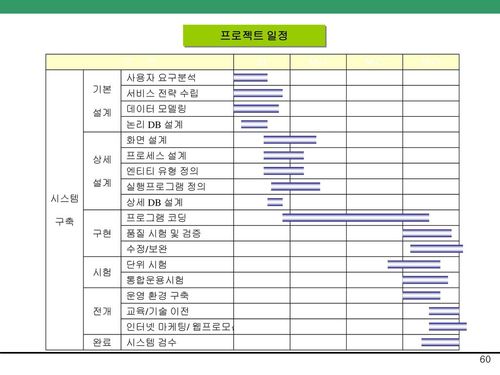 프로젝트 일정
시스템
구축
기본
설계
사용자 요구분석
서비스 전략 수립
데이터 모델링
논리 DB 설계
상세
설계
화면 설계
프로세스 설계
엔티티 유형 정의
실행프로그램 정의
상세 DB 설계
구현
프로그램 코딩
품질 시험 및 검증
수정/보완
시험
단위 시험
통합운용시험
전개
운영 환경 구축
교육/기술 이전
인터넷 마케팅/ 웹프로모
완료
시스템 검수
60